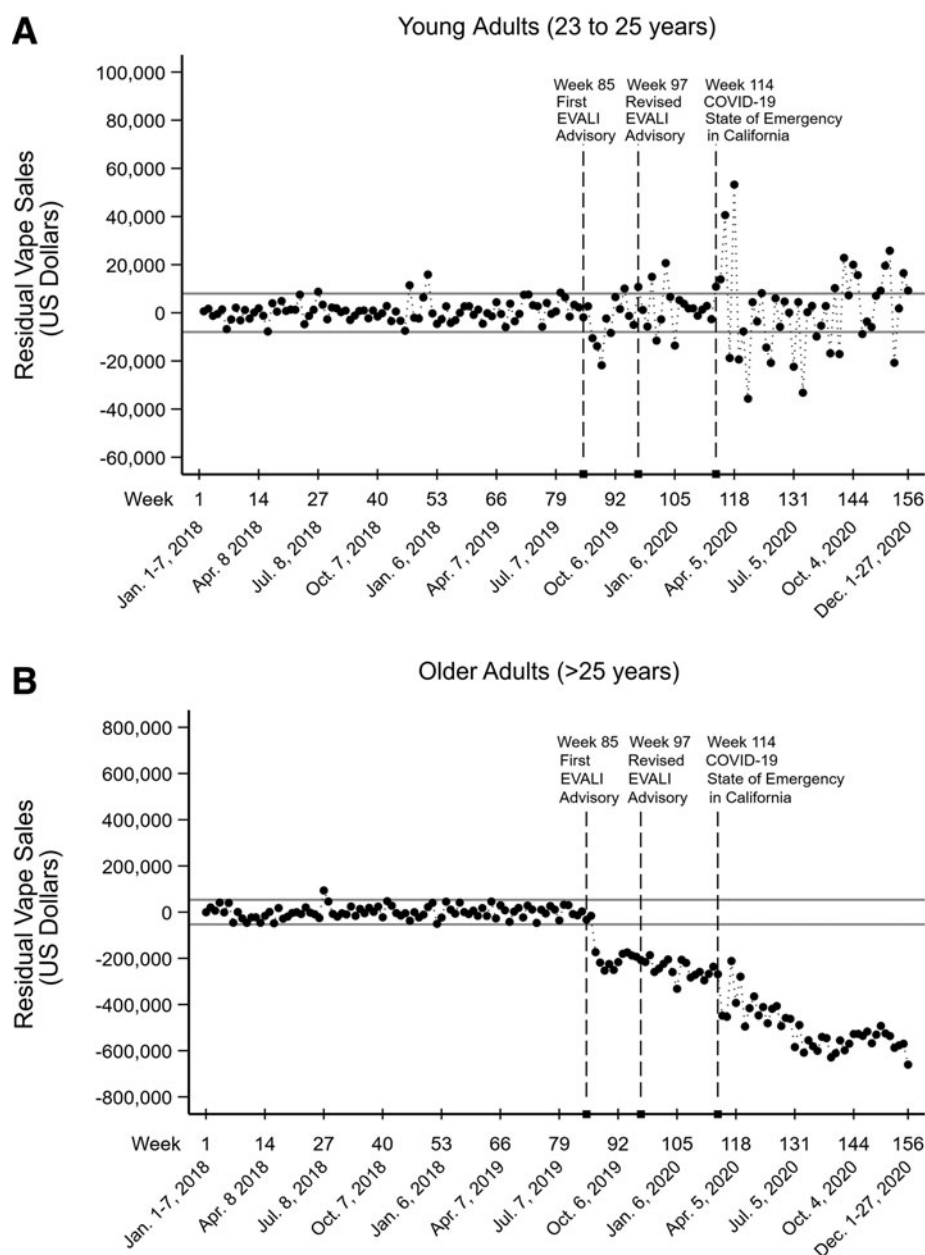 A
Young Adults (23 to 25 years)
Residual Vape Sales
(US Dollars)
100,000
80,000
60,000
40,000
20,000
0
-20,000
-40,000
-60,000
Week 85
First
EVALI
Advisory
Week 97
Revised
EVALI
Advisory
Week 114
COVID-19
State of Emergency
in California
Week 1 14 27 40 53 66 79 92 105 118 131 144 156
Jan. 1-7, 2018
Apr. 8 2018
Jul. 8, 2018
Oct. 7, 2018
Jan. 6, 2018
Apr. 7, 2019
Jul. 7, 2019
Oct. 6, 2019
Jan. 6, 2020
Apr. 5, 2020
Jul. 5, 2020
Oct. 4, 2020
Dec. 1-27, 2020
B
Older Adults (>25 years)
Residual Vape Sales
(US Dollars)
800,000
600,000
400,000
200,000
0
-200,000
-400,000
-600,000
-800,000
Week 85
First
EVALI
Advisory
Week 97
Revised
EVALI
Advisory
Week 114
COVID-19
State of Emergency
in California
Week 1 14 27 40 53 66 79 92 105 118 131 144 156
Jan. 1-7, 2018
Apr. 8 2018
Jul. 8, 2018
Oct. 7, 2018
Jan. 6, 2018
Apr. 7, 2019
Jul. 7, 2019
Oct. 6, 2019
Jan. 6, 2020
Apr. 5, 2020
Jul. 5, 2020
Oct. 4, 2020
Dec. 1-27, 2020